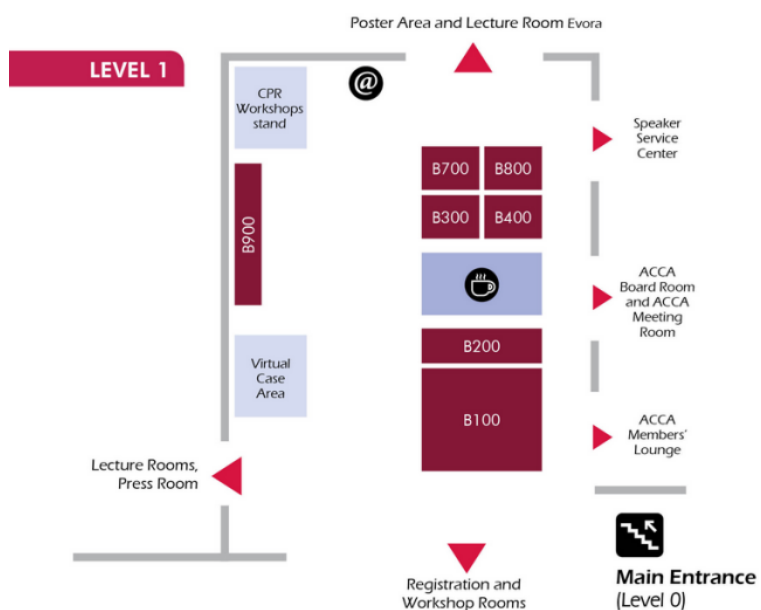 Poster Area and Lecture Room Evora
LEVEL 1
@
CPR
Workshops
stand
Speaker
Service
Center
B700
B800
B300
B400
B900
ACCA
Board Room
and ACCA
Meeting
Room
B200
Virtual
Case
Area
B100
ACCA
Members'
Lounge
Lecture Rooms,
Press Room
Registration and
Workshop Rooms
Main Entrance
(Level 0)